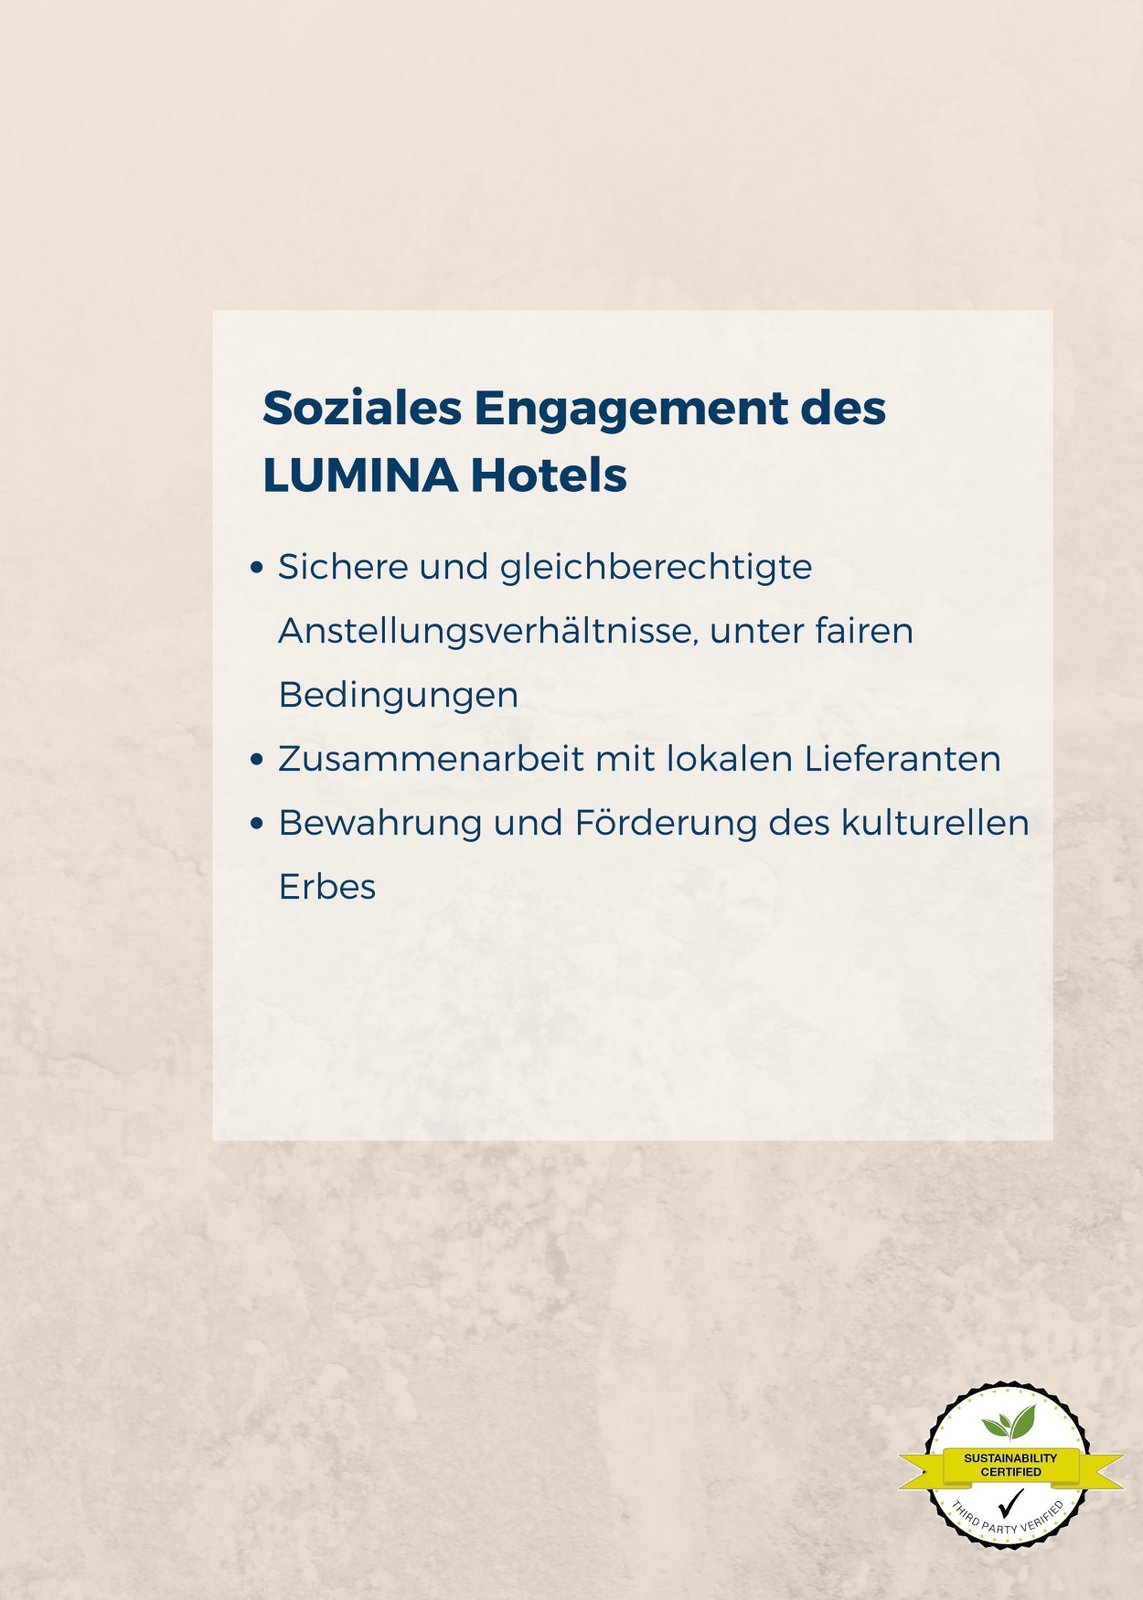 Soziales Engagement des
LUMINA Hotels
• Sichere und gleichberechtigte
Anstellungsverhältnisse, unter fairen
Bedingungen
• Zusammenarbeit mit lokalen Lieferanten
• Bewahrung und Förderung des kulturellen
Erbes
SUSTAINABILITY
CERTIFIED
THIRD PARTY VERIFIED